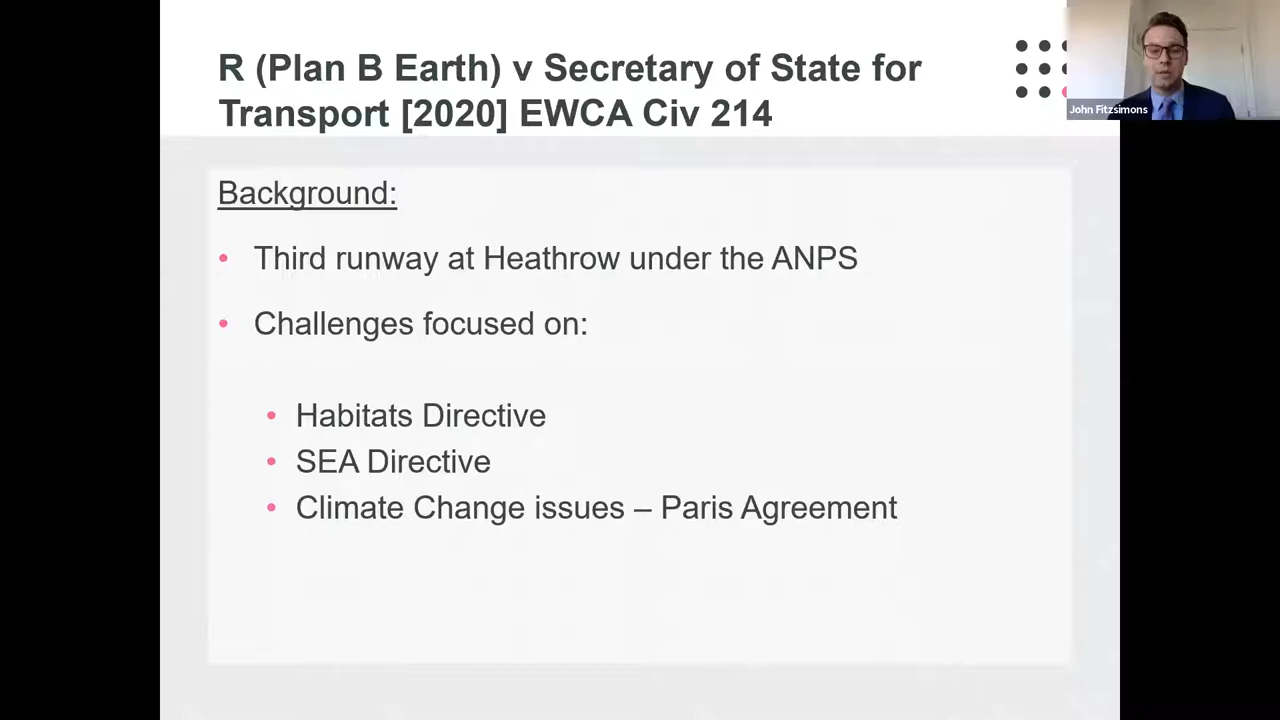 R (Plan B Earth) v Secretary of State for
Transport [2020] EWCA Civ 214
John Fitzsimons
Background:
• Third runway at Heathrow under the ANPS
• Challenges focused on:
• Habitats Directive
• SEA Directive
• Climate Change issues – Paris Agreement